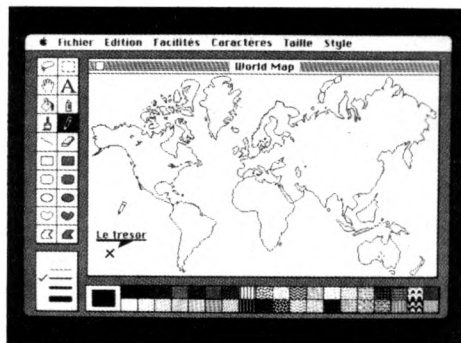 Fichier Edition Facilités Caractères Taille Style
World Map
A
Le tresor